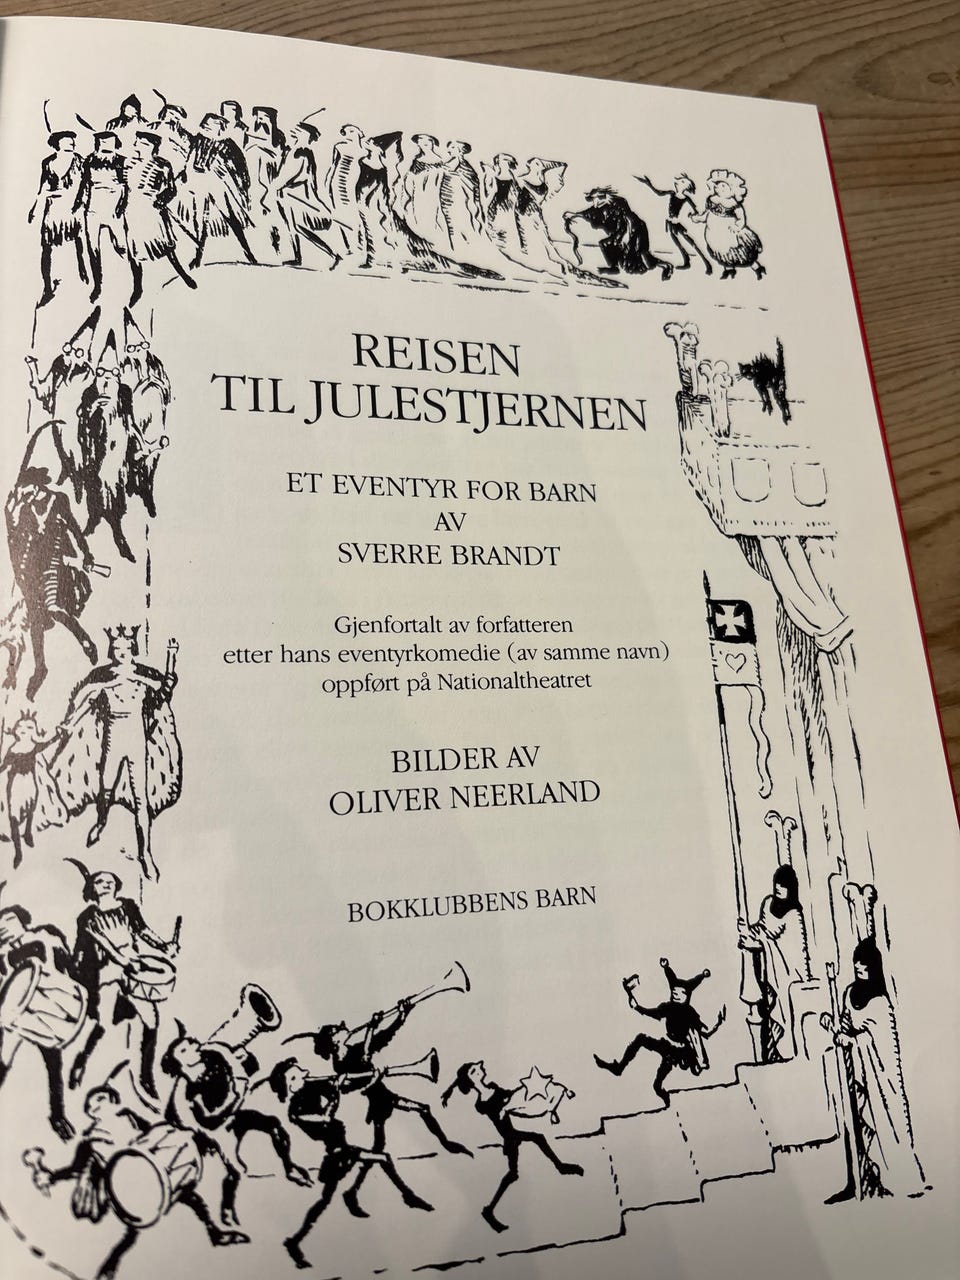 REISEN
TIL JULESTJERNEN
ET EVENTYR FOR BARN
AV
SVERRE BRANDT
Gjenfortalt av forfatteren
etter hans eventyrkomedie (av samme navn)
oppført på Nationaltheatret
BILDER AV
OLIVER NEERLAND
BOKKLUBBENS BARN